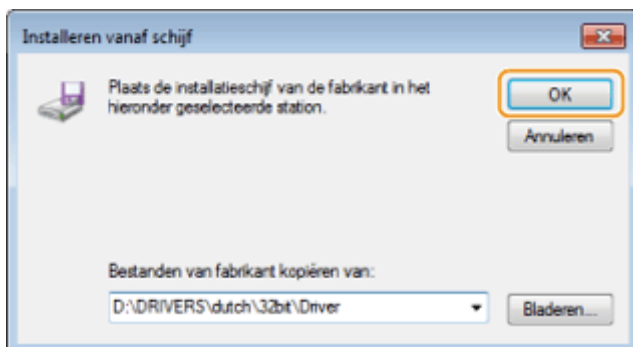 Installeren vanaf schijf
Plaats de installatieschijf van de fabrikant in het
hieronder geselecteerde station.
OK
Annuleren
Bestanden van fabrikant kopiëren van:
D:\DRIVERS\dutch\32bit\Driver
Bladeren...